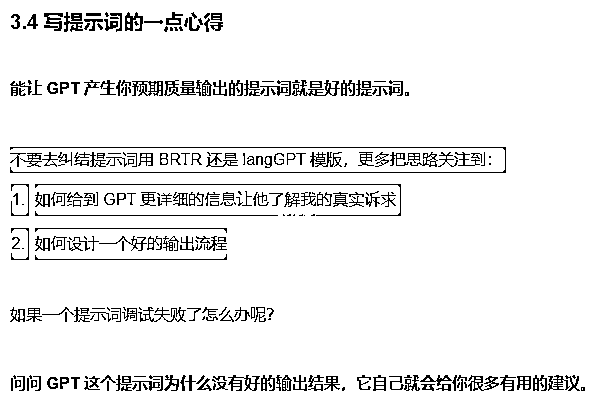 3.4 写提示词的一点心得
能让 GPT 产生你预期质量输出的提示词就是好的提示词。
不要去纠结提示词用 BRTR 还是 langGPT 模版，更多把思路关注到：
1. 如何给到 GPT 更详细的信息让他了解我的真实诉求
2. 如何设计一个好的输出流程
如果一个提示词调试失败了怎么办呢？
问问 GPT 这个提示词为什么没有好的输出结果，它自己就会给你很多有用的建议。